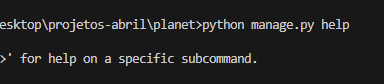 esktop\projetos-abril\planet>python manage.py help
>' for help on a specific subcommand.